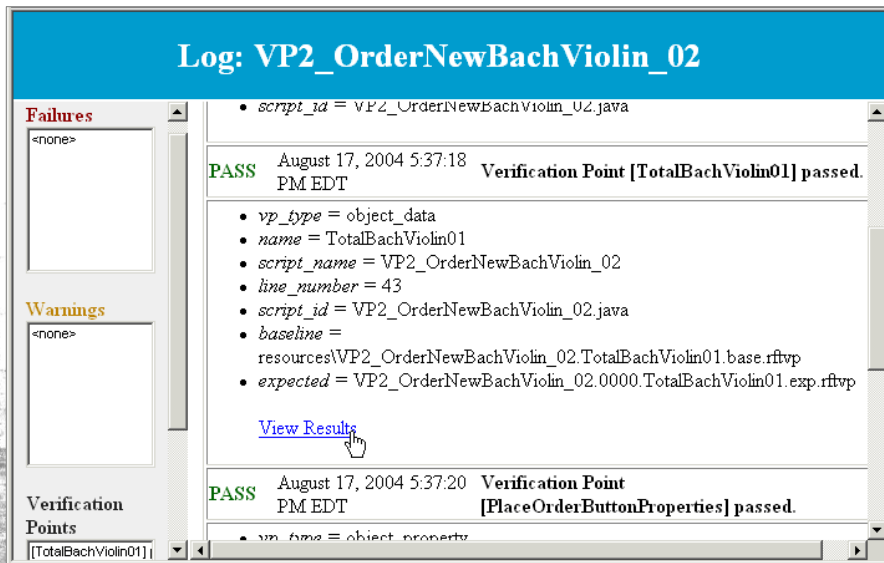 Log: VP2_OrderNewBachViolin_02
Failures
<none>
Warnings
<none>
Verification
Points
[TotalBachViolin01]
script_id = VP2_OrderNewBachViolin_02.java
PASS August 17, 2004 5:37:18 PM EDT Verification Point [TotalBachViolin01] passed.
• vp_type = object_data
• name = TotalBachViolin01
• script_name = VP2_OrderNewBachViolin_02
• line_number = 43
• script_id = VP2_OrderNewBachViolin_02.java
• baseline =
resources\VP2_OrderNewBachViolin_02.TotalBachViolin01.base.rftvp
• expected = VP2_OrderNewBachViolin_02.0000.TotalBachViolin01.exp.rftvp
View Results
PASS August 17, 2004 5:37:20 PM EDT Verification Point
[PlaceOrderButtonProperties] passed.
• vp_type = object_property